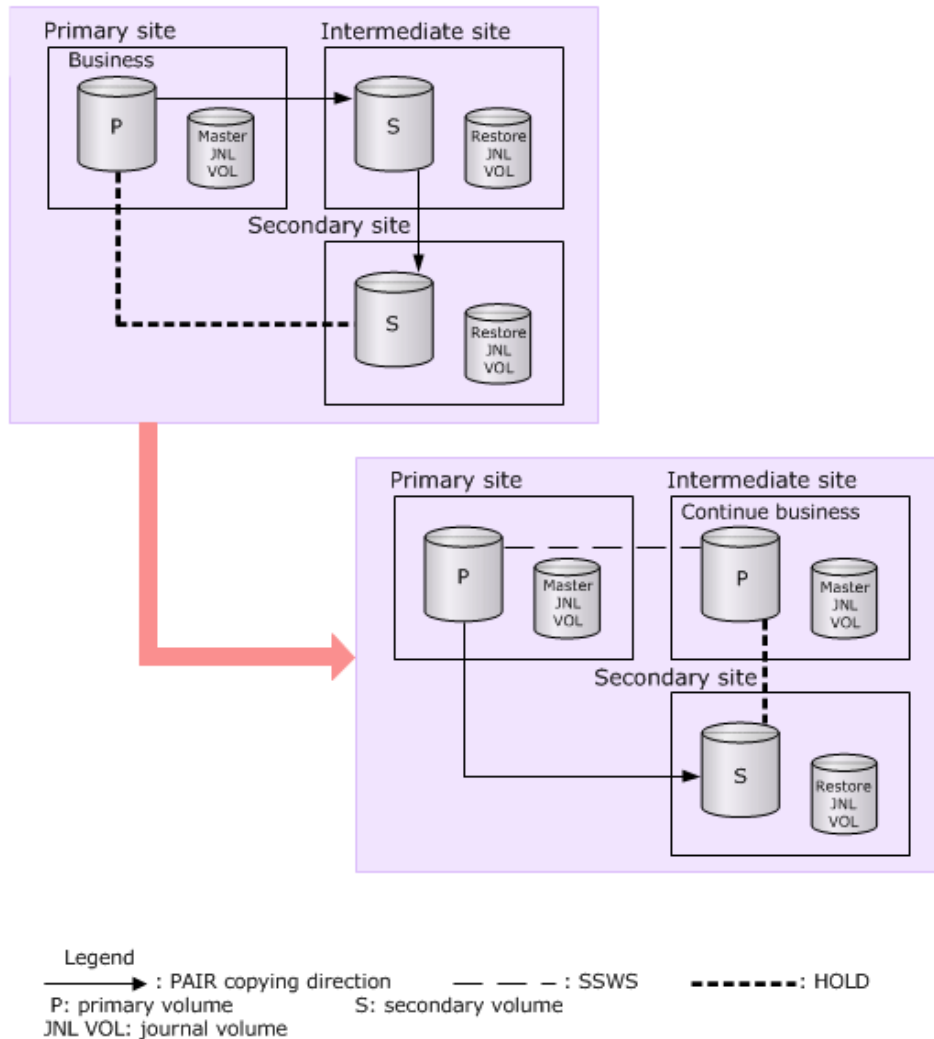 Primary site
Intermediate site
Business
P
Master
JNL
VOL
S
Restore
JNL
VOL
Secondary site
S
Restore
JNL
VOL
Primary site
Intermediate site
Continue business
P
Master
JNL
VOL
P
Master
JNL
VOL
Secondary site
S
Restore
JNL
VOL
Legend
: PAIR copying direction
: SSWS
: HOLD
P: primary volume
S: secondary volume
JNL VOL: journal volume